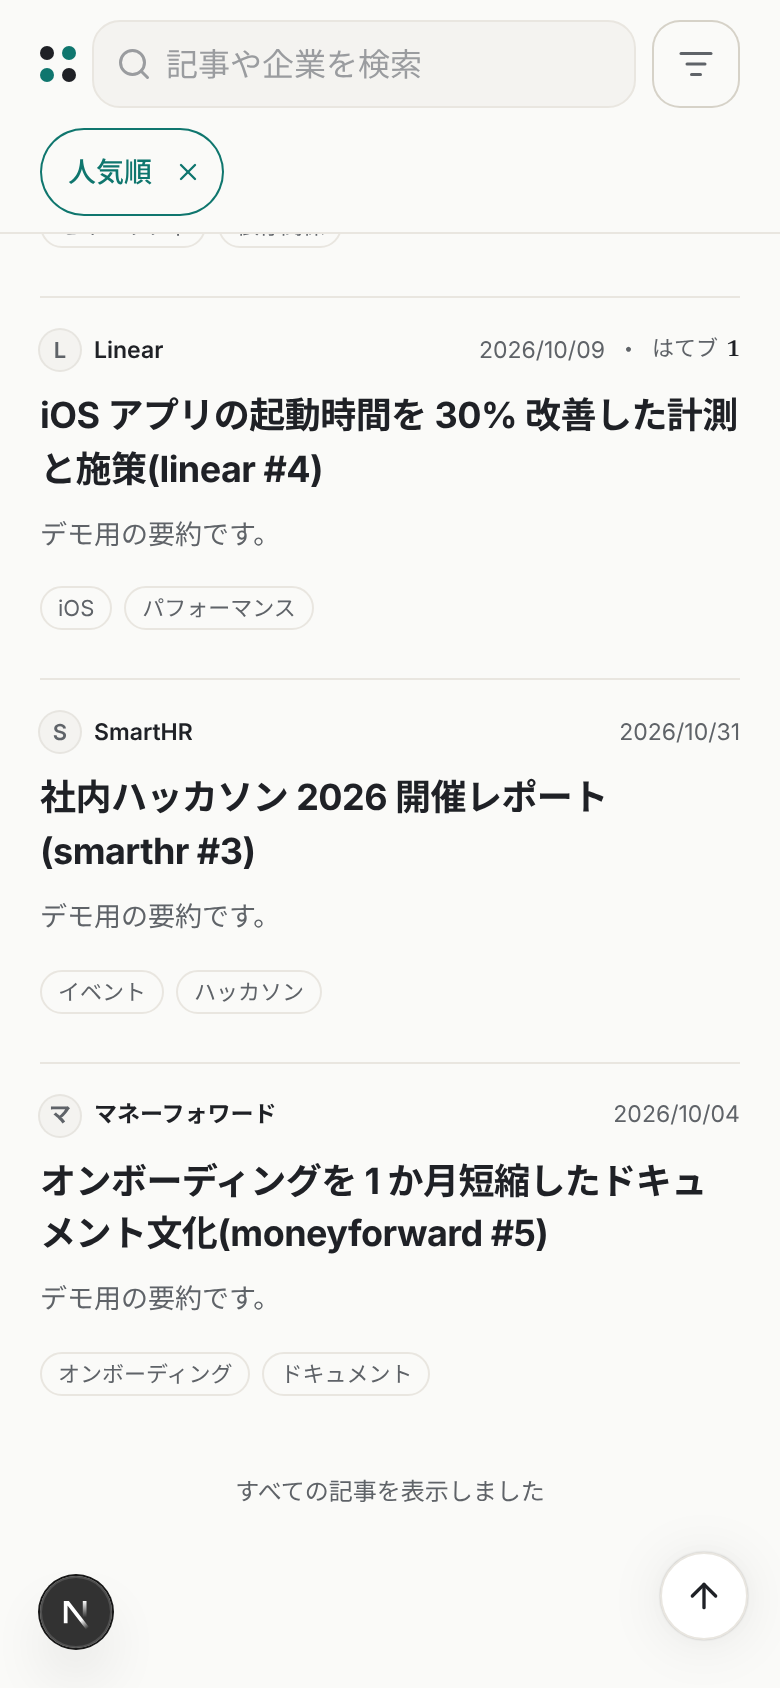 記事や企業を検索
人気順
L Linear 2026/10/09 ・ はてブ 1
iOS アプリの起動時間を 30% 改善した計測
と施策(linear #4)
デモ用の要約です。
iOS パフォーマンス
S SmartHR 2026/10/31
社内ハッカソン 2026 開催レポート
(smarthr #3)
デモ用の要約です。
イベント ハッカソン
マ マネーフォワード 2026/10/04
オンボーディングを 1 か月短縮したドキュ
メント文化(moneyforward #5)
デモ用の要約です。
オンボーディング ドキュメント
すべての記事を表示しました
N